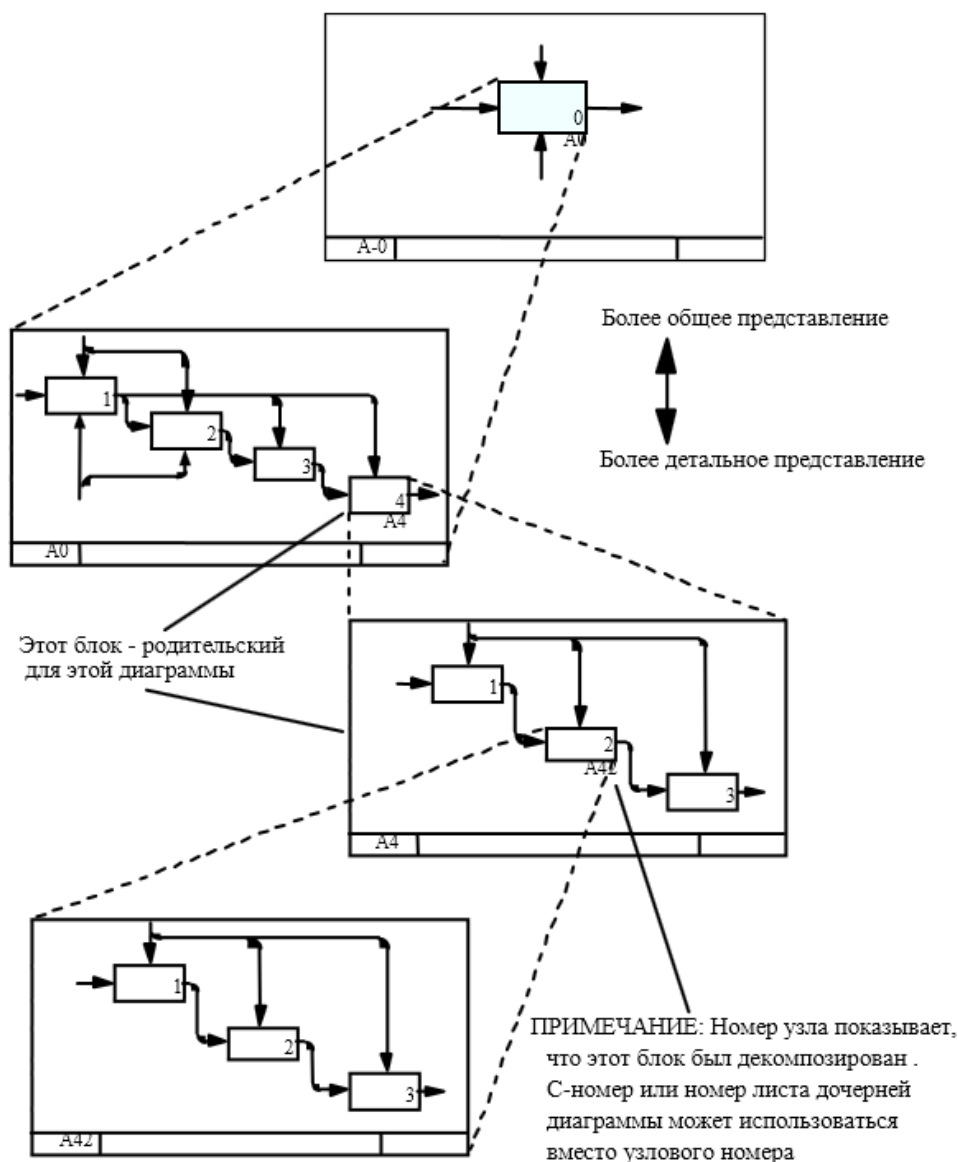 0
A0
A-0
Более общее представление
Более детальное представление
1
2
3
4
A4
A0
Этот блок - родительский
для этой диаграммы
1
2
A42
3
A4
1
2
3
A42
ПРИМЕЧАНИЕ: Номер узла показывает,
что этот блок был декомпозирован .
С-номер или номер листа дочерней
диаграммы может использоваться
вместо узлового номера